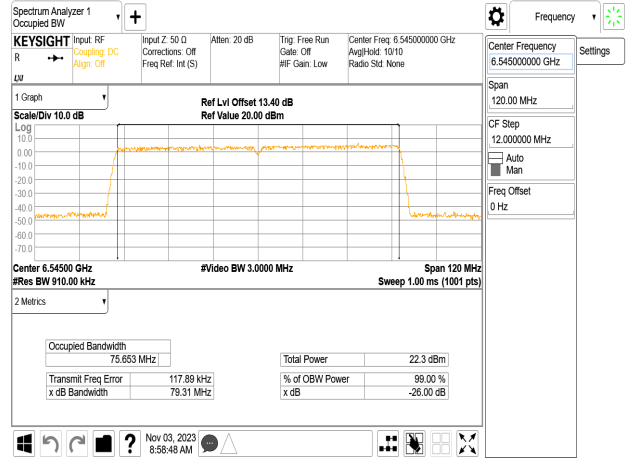 Spectrum Analyzer 1
Occupied BW
Frequency
KEYSIGHT
Input: RF
Coupling: DC
Align: Off
Input Z: 50 Ω
Corrections: Off
Freq Ref: Int (S)
Atten: 20 dB
Trig: Free Run
Gate: Off
#IF Gain: Low
Center Freq: 6.545000000 GHz
Avg|Hold: 10/10
Radio Std: None
R
LXI
Center Frequency
6.545000000 GHz
Settings
Span
120.00 MHz
CF Step
12.000000 MHz
Auto
Man
Freq Offset
0 Hz
1 Graph
Ref Lvl Offset 13.40 dB
Scale/Div 10.0 dB
Ref Value 20.00 dBm
Log
10.0
0.00
-10.0
-20.0
-30.0
-40.0
-50.0
-60.0
-70.0
Center 6.54500 GHz
#Video BW 3.0000 MHz
Span 120 MHz
#Res BW 910.00 kHz
Sweep 1.00 ms (1001 pts)
2 Metrics
Occupied Bandwidth
75.653 MHz
Total Power 22.3 dBm
Transmit Freq Error 117.89 kHz
% of OBW Power 99.00 %
x dB Bandwidth 79.31 MHz
x dB -26.00 dB
Nov 03, 2023
8:58:48 AM